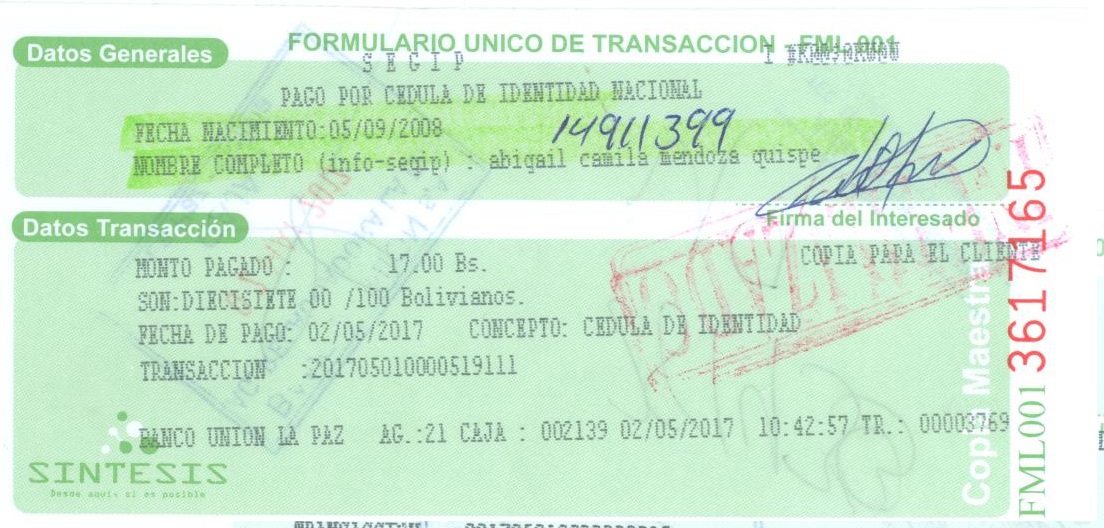 Datos Generales
FORMULARIO UNICO DE TRANSACCION - FML 001
S E G I P
PAGO POR CEDULA DE IDENTIDAD NACIONAL
FECHA NACIMIENTO:05/09/2008
14911399
NOMBRE COMPLETO (info-segip) : abigail camila mendoza quispe
Firma del Interesado
Datos Transacción
COPIA PARA EL CLIENTE
MONTO PAGADO : 17.00 Bs.
SON:DIECISIETE 00 /100 Bolivianos.
FECHA DE PAGO: 02/05/2017 CONCEPTO: CEDULA DE IDENTIDAD
TRANSACCION :201705010000519111
BANCO UNION LA PAZ AG.:21 CAJA : 002139 02/05/2017 10:42:57 TR.: 00003769
SINTESIS
Desde aquí, si es posible
Copia Maestra
FML001 3617165